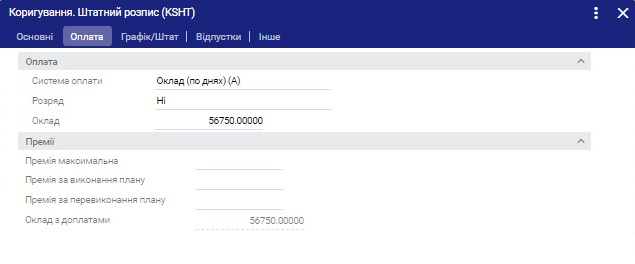 Коригування. Штатний розпис (KSHT)
Основні Оплата Графік/Штат Відпустки Інше
Оплата
Система оплати Оклад (по днях) (А)
Розряд Ні
Оклад 56750.00000
Премії
Премія максимальна
Премія за виконання плану
Премія за перевиконання плану
Оклад з доплатами 56750.00000